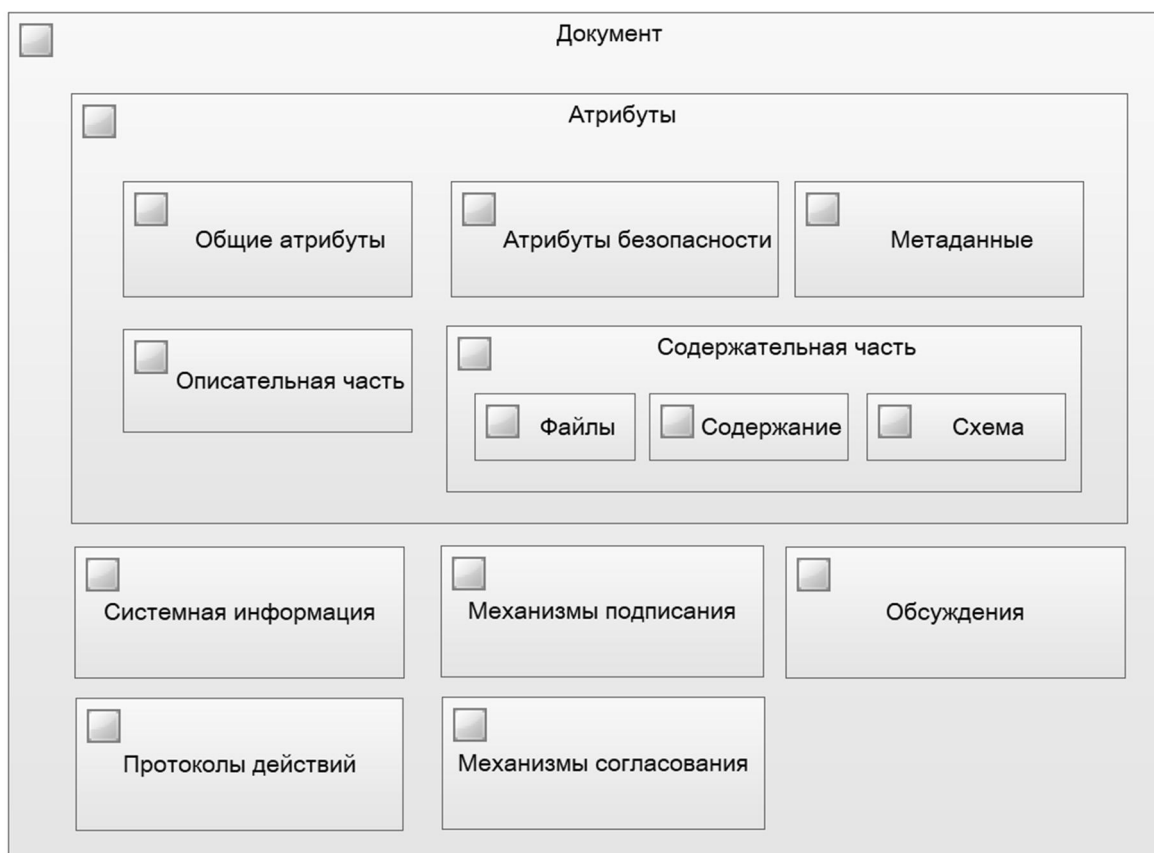 Документ
Атрибуты
Общие атрибуты
Атрибуты безопасности
Метаданные
Описательная часть
Содержательная часть
Файлы
Содержание
Схема
Системная информация
Механизмы подписания
Обсуждения
Протоколы действий
Механизмы согласования